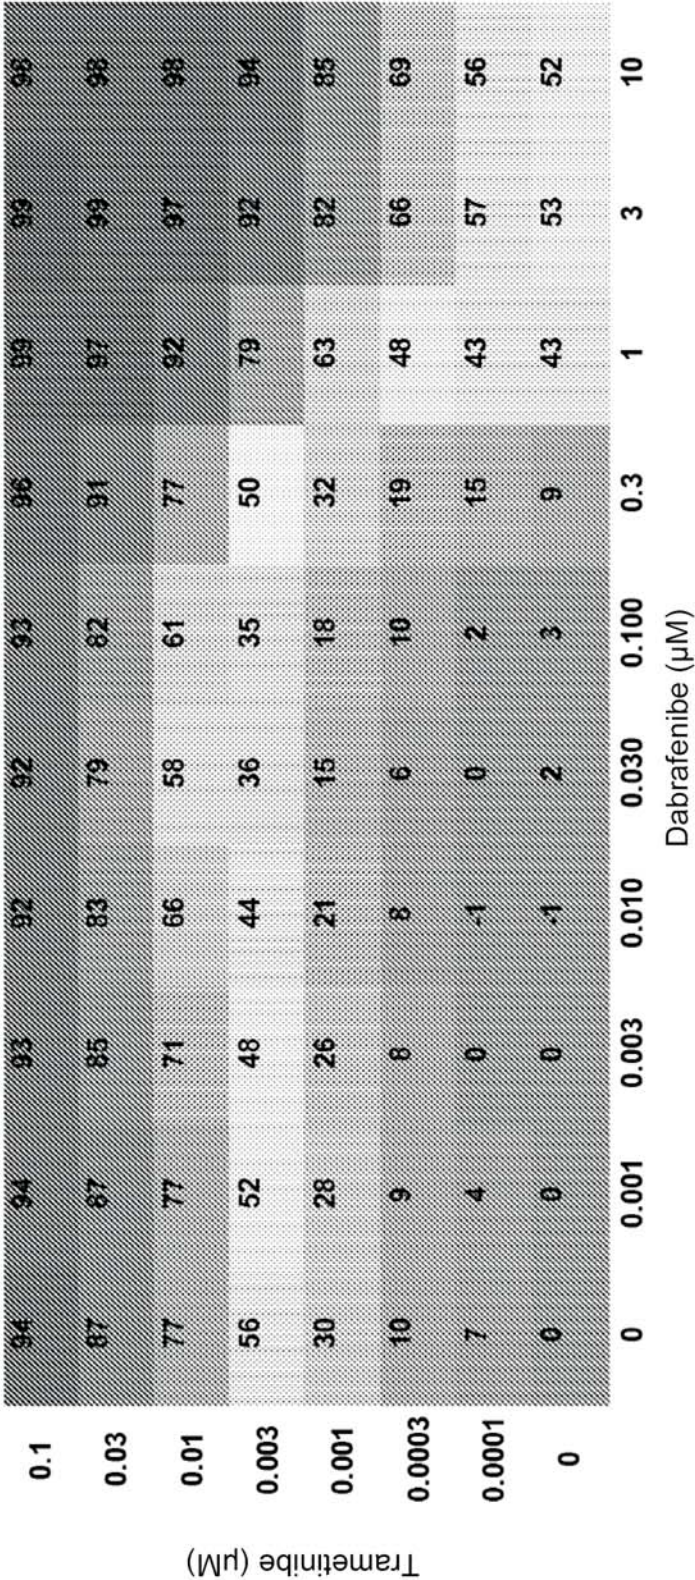 Trametinibe (µM)
0.1 94 94 93 92 92 93 96 99 99 98
0.03 87 87 85 83 79 82 91 97 99 98
0.01 77 77 71 66 58 61 77 92 97 98
0.003 56 52 48 44 36 35 50 79 92 94
0.001 30 28 26 21 15 18 32 63 82 85
0.0003 10 9 8 8 6 10 19 48 66 69
0.0001 7 4 0 -1 0 2 15 43 57 56
0 0 0 0 -1 2 3 9 43 53 52
0 0.001 0.003 0.010 0.030 0.100 0.3 1 3 10
Dabrafenibe (µM)